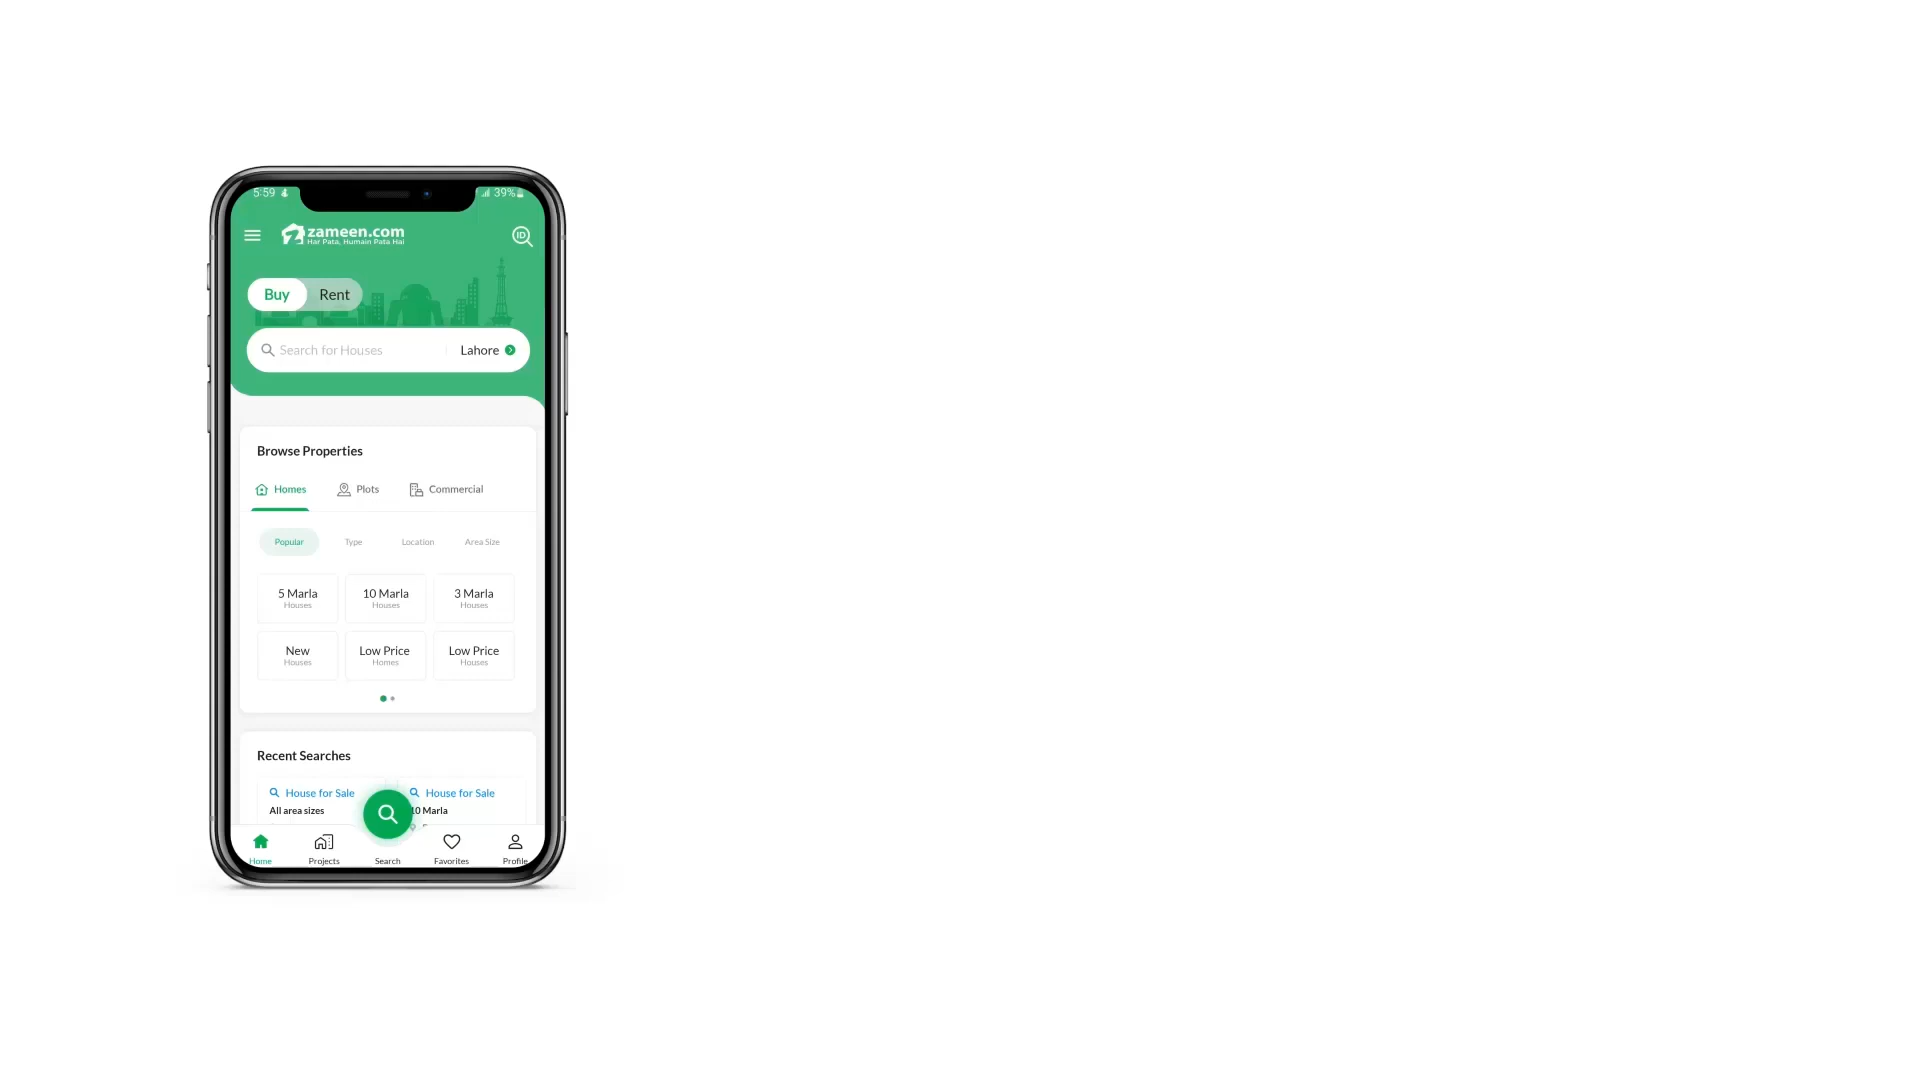 5:59
39%
zameen.com
Har Pata, Humain Pata Hai
ID
Buy Rent
Search for Houses Lahore
Browse Properties
Homes Plots Commercial
Popular Type Location Area Size
5 Marla 10 Marla 3 Marla
Houses Houses Houses
New Low Price Low Price
Houses Homes Houses
Recent Searches
House for Sale House for Sale
All area sizes 10 Marla
Home Projects Search Favorites Profile